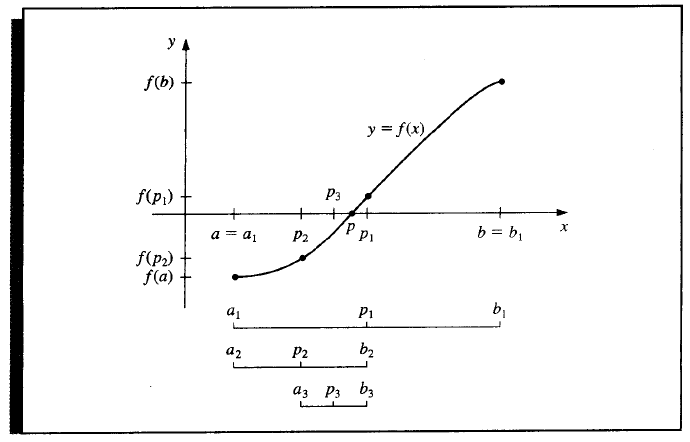 y
f(b)
y = f(x)
f(p₁)
p₃
a = a₁ p₂ p p₁ b = b₁ x
f(p₂)
f(a)
a₁ p₁ b₁
a₂ p₂ b₂
a₃ p₃ b₃